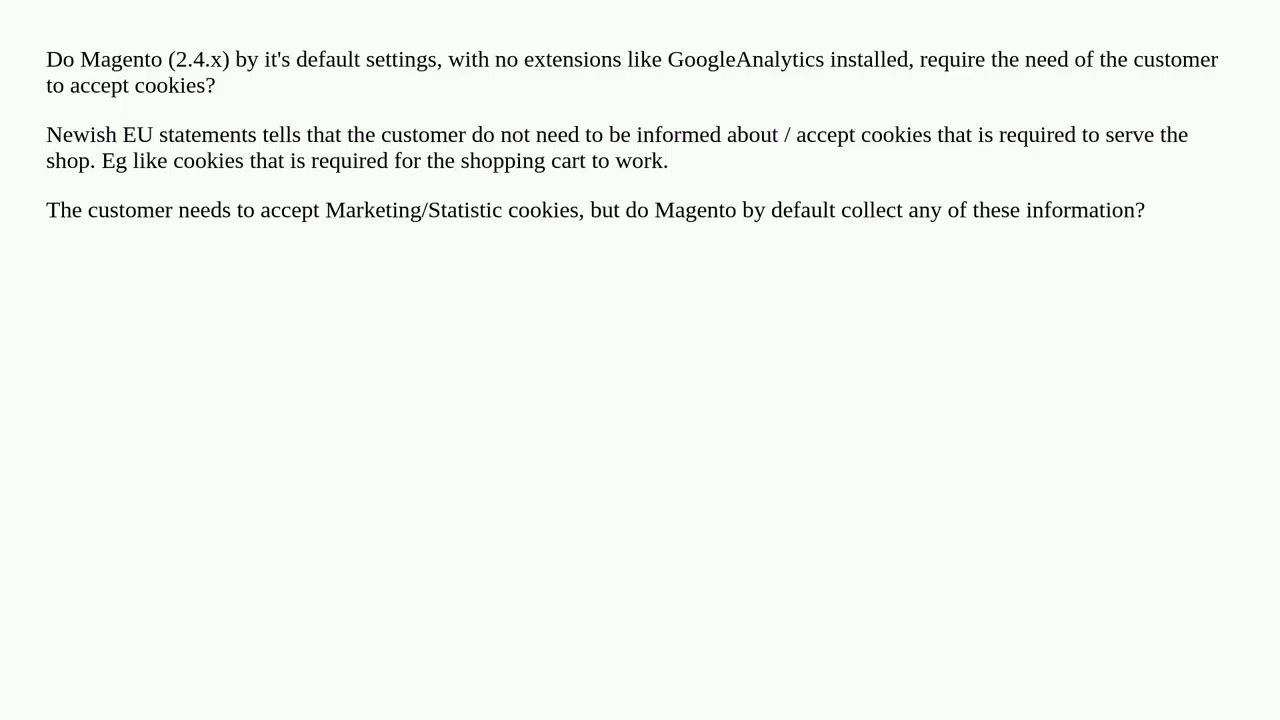 Do Magento (2.4.x) by it's default settings, with no extensions like GoogleAnalytics installed, require the need of the customer
to accept cookies?
Newish EU statements tells that the customer do not need to be informed about / accept cookies that is required to serve the
shop. Eg like cookies that is required for the shopping cart to work.
The customer needs to accept Marketing/Statistic cookies, but do Magento by default collect any of these information?